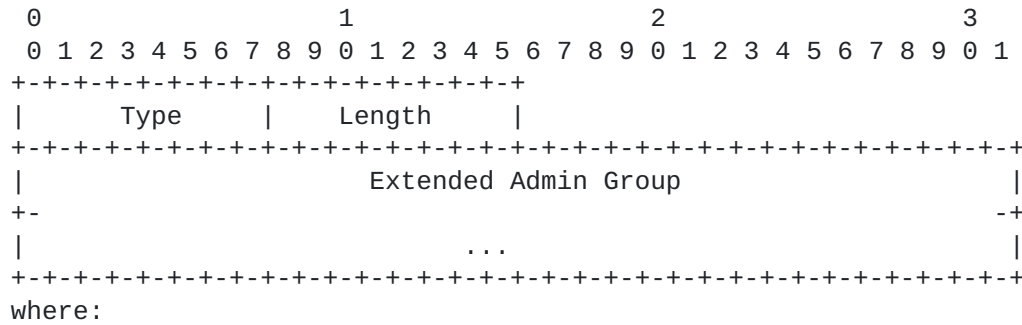 0                   1                   2                   3
 0 1 2 3 4 5 6 7 8 9 0 1 2 3 4 5 6 7 8 9 0 1 2 3 4 5 6 7 8 9 0 1
+-+-+-+-+-+-+-+-+-+-+-+-+-+-+-+-+
|      Type     |    Length     |
+-+-+-+-+-+-+-+-+-+-+-+-+-+-+-+-+-+-+-+-+-+-+-+-+-+-+-+-+-+-+-+-+
|                      Extended Admin Group                     |
+-                                                             -+
|                            ...                                |
+-+-+-+-+-+-+-+-+-+-+-+-+-+-+-+-+-+-+-+-+-+-+-+-+-+-+-+-+-+-+-+-+
where: